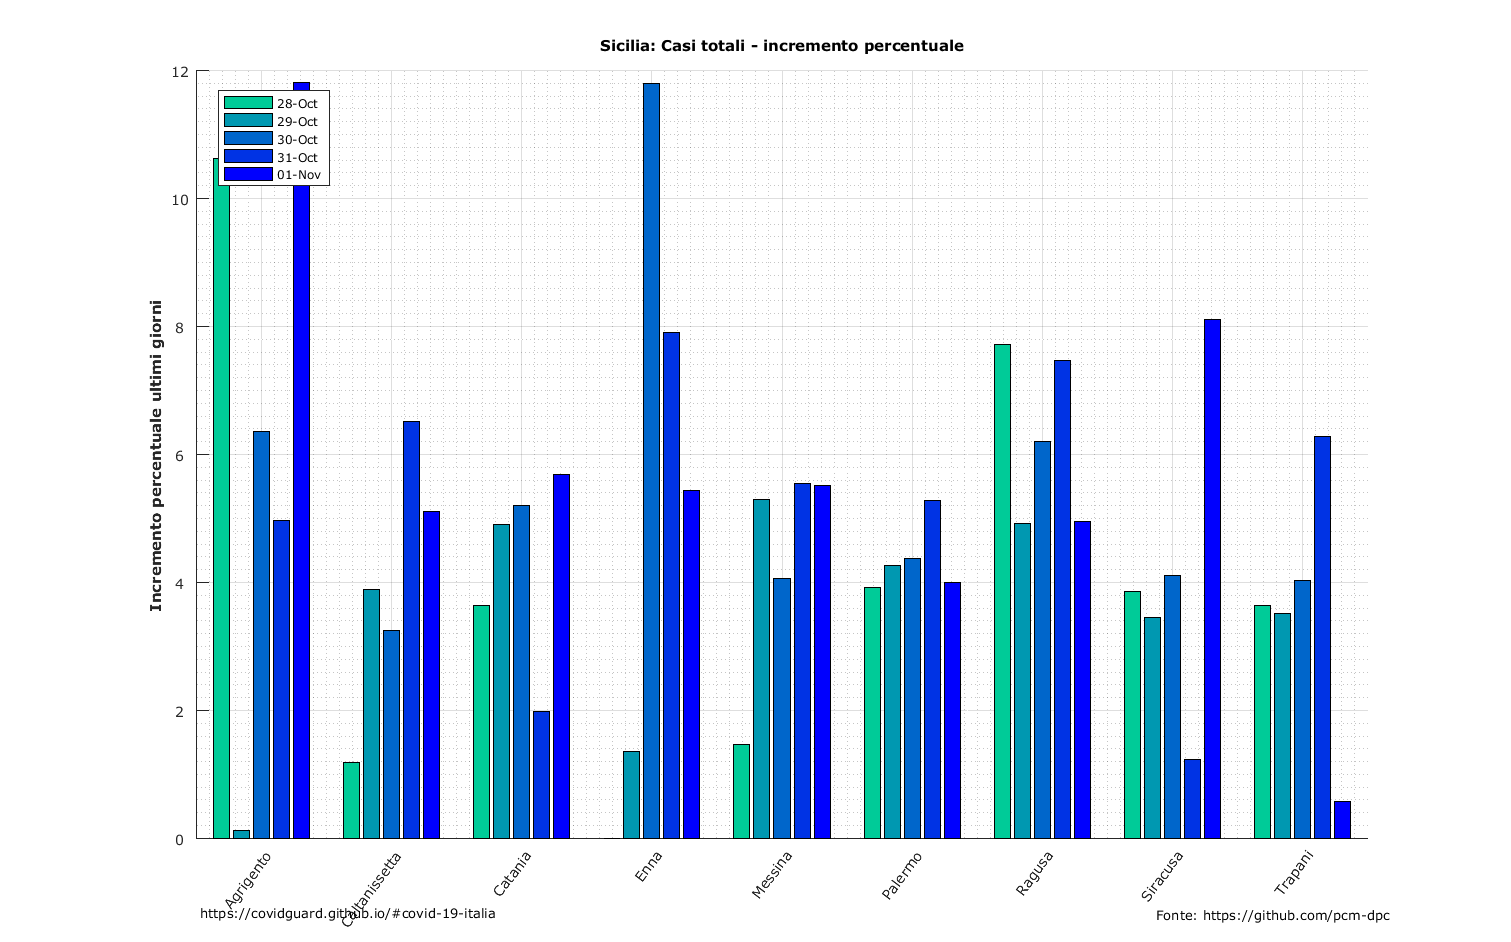 Sicilia: Casi totali - incremento percentuale
Incremento percentuale ultimi giorni
12
10
8
6
4
2
0
28-Oct
29-Oct
30-Oct
31-Oct
01-Nov
Agrigento
Caltanissetta
Catania
Enna
Messina
Palermo
Ragusa
Siracusa
Trapani
https://covidguard.github.io/#covid-19-italia
Fonte: https://github.com/pcm-dpc